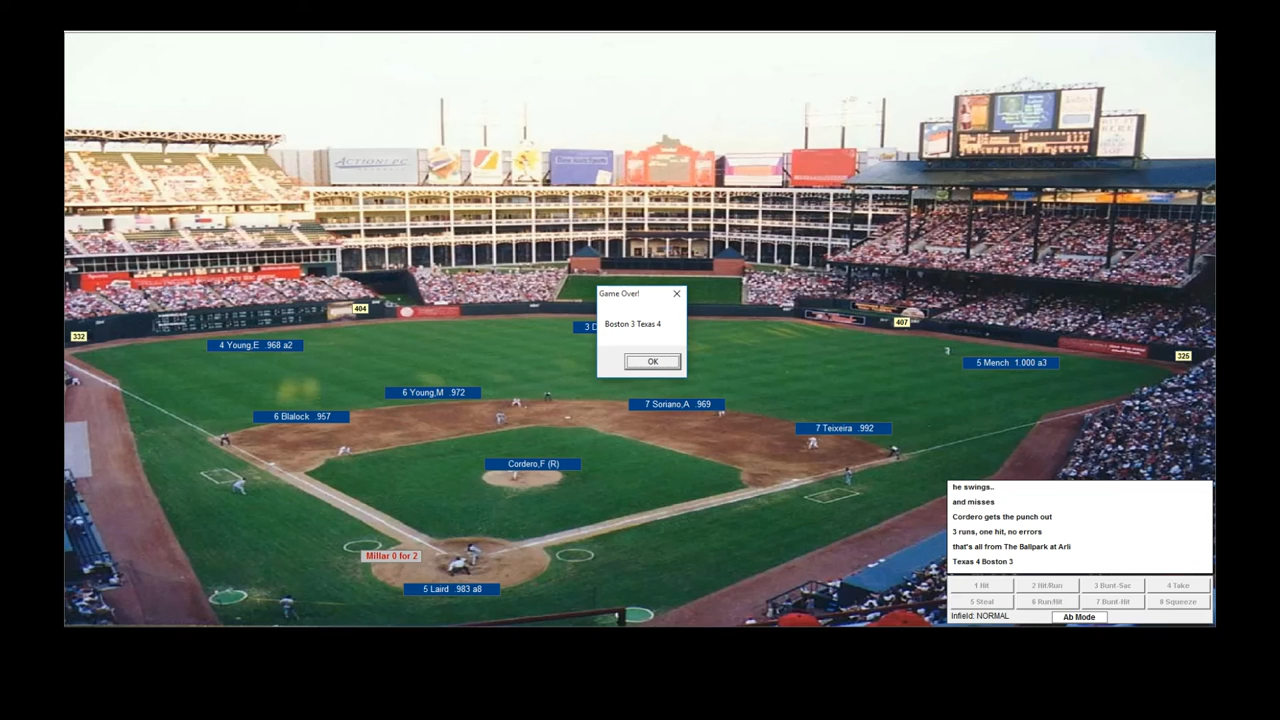 ACTION! PC
404
332
407
325
Game Over!
Boston 3 Texas 4
OK
4 Young,E .968 a2
3 D
5 Mench 1.000 a3
6 Young,M .972
7 Soriano,A .969
6 Blalock .957
7 Teixeira .992
Cordero,F (R)
Millar 0 for 2
5 Laird .983 a8
he swings..
and misses
Cordero gets the punch out
3 runs, one hit, no errors
that's all from The Ballpark at Arli
Texas 4 Boston 3
1 Hit
2 Hit/Run
3 Bunt-Sac
4 Take
5 Steal
6 Run/Hit
7 Bunt-Hit
8 Squeeze
Infield: NORMAL
Ab Mode